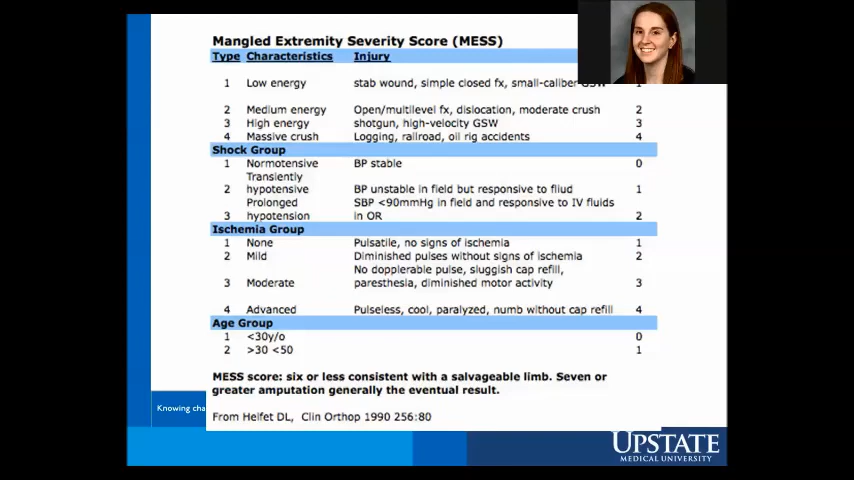 Mangled Extremity Severity Score (MESS)
Type Characteristics Injury
1 Low energy stab wound, simple closed fx, small-caliber GSW 1
2 Medium energy Open/multilevel fx, dislocation, moderate crush 2
3 High energy shotgun, high-velocity GSW 3
4 Massive crush Logging, railroad, oil rig accidents 4
Shock Group
1 Normotensive BP stable 0
Transiently
2 hypotensive BP unstable in field but responsive to fliud 1
Prolonged SBP <90mmHg in field and responsive to IV fluids
3 hypotension in OR 2
Ischemia Group
1 None Pulsatile, no signs of ischemia 1
2 Mild Diminished pulses without signs of ischemia 2
No dopplerable pulse, sluggish cap refill,
3 Moderate paresthesia, diminished motor activity 3
4 Advanced Pulseless, cool, paralyzed, numb without cap refill 4
Age Group
1 <30y/o 0
2 >30 <50 1
MESS score: six or less consistent with a salvageable limb. Seven or
greater amputation generally the eventual result.
Knowing cha
From Helfet DL, Clin Orthop 1990 256:80
UPSTATE
MEDICAL UNIVERSITY